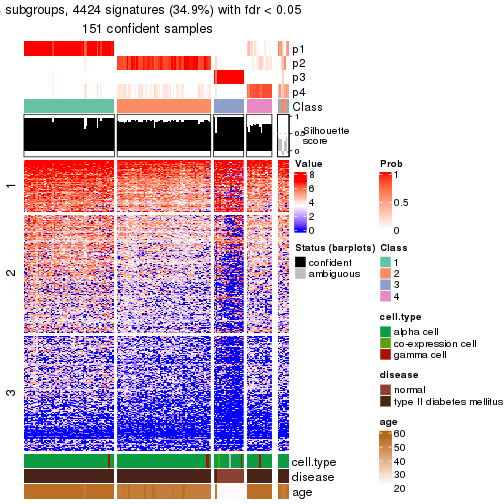 subgroups, 4424 signatures (34.9%) with fdr < 0.05
151 confident samples
p1
p2
p3
p4
Class
1
0.5
0
Silhouette
score
1
2
3
Value
8
6
4
2
0
Prob
1
0.5
0
Status (barplots)
confident
ambiguous
Class
1
2
3
4
cell.type
alpha cell
co-expression cell
gamma cell
disease
normal
type II diabetes mellitus
age
60
50
40
30
20
cell.type
disease
age